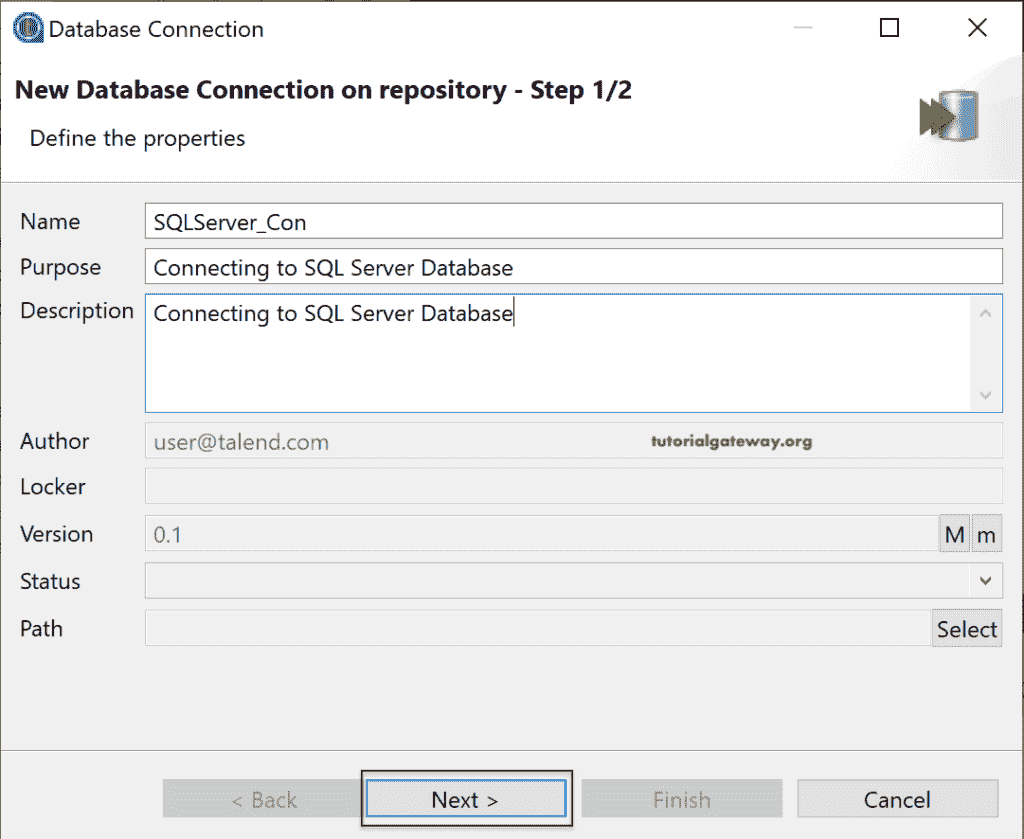 Database Connection
New Database Connection on repository - Step 1/2
Define the properties
Name SQLServer_Con
Purpose Connecting to SQL Server Database
Description Connecting to SQL Server Database
Author user@talend.com tutorialgateway.org
Locker
Version 0.1 M m
Status
Path Select
< Back Next > Finish Cancel